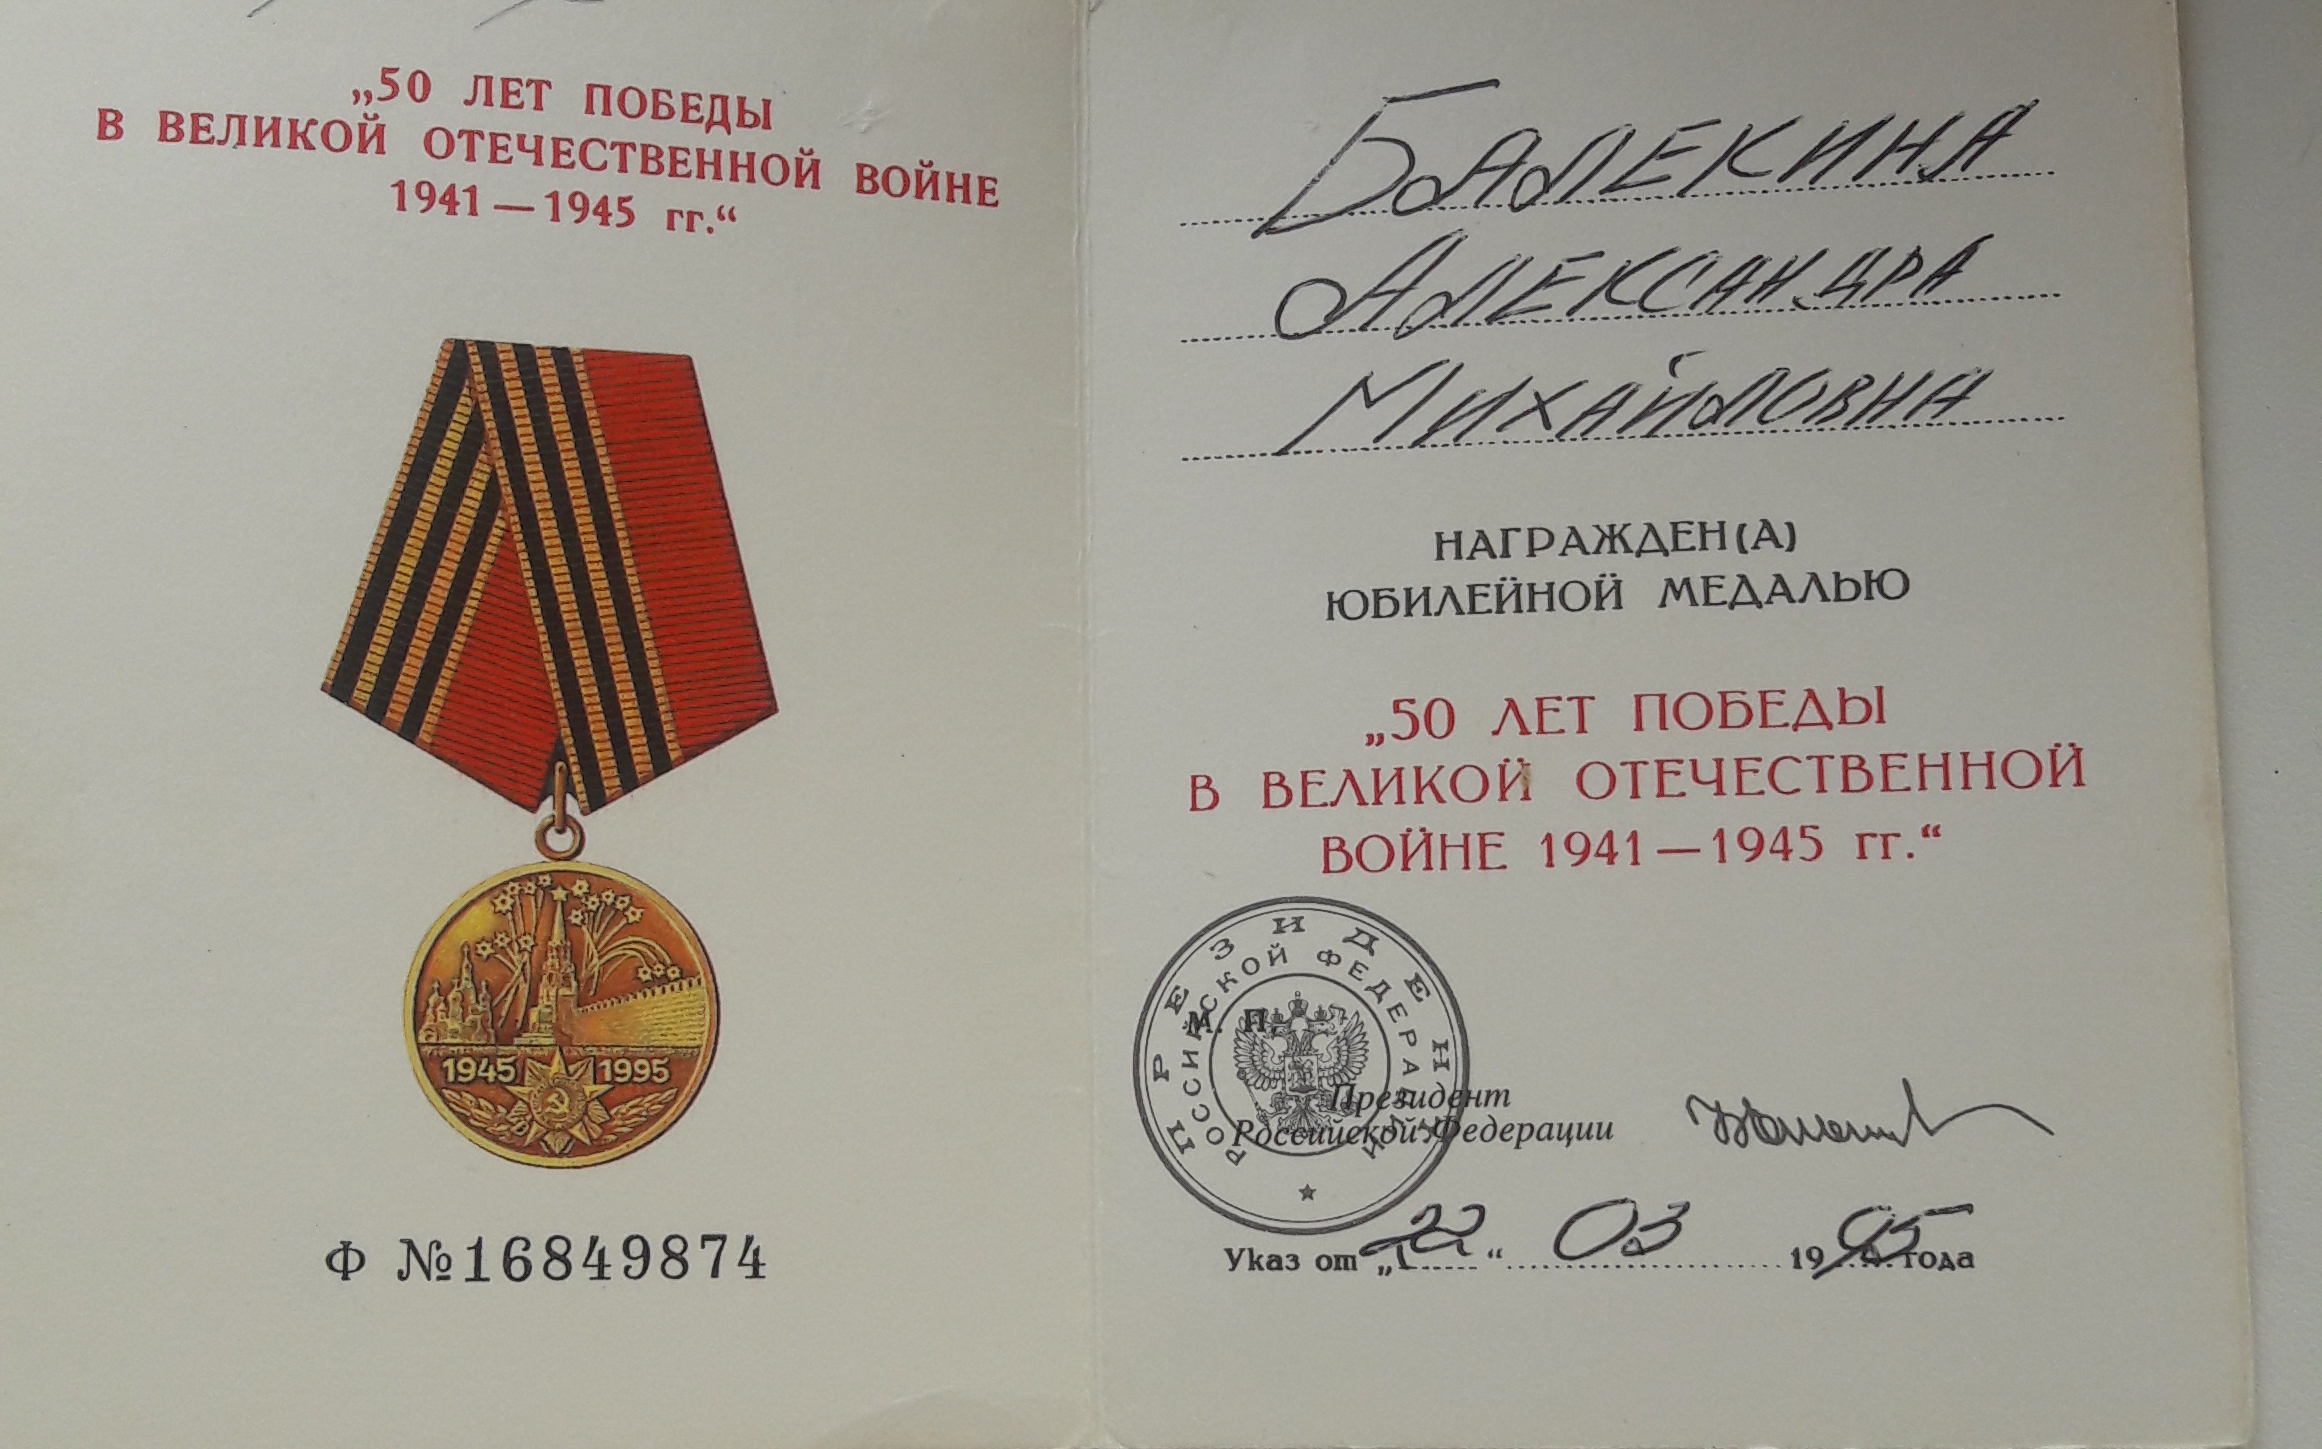 „50 ЛЕТ ПОБЕДЫ
В ВЕЛИКОЙ ОТЕЧЕСТВЕННОЙ ВОЙНЕ
1941—1945 гг.“
1945 1995
Ф №16849874
БАЛЕКИНА
АЛЕКСАНДРА
МИХАЙЛОВНА
НАГРАЖДЕН(А)
ЮБИЛЕЙНОЙ МЕДАЛЬЮ
„50 ЛЕТ ПОБЕДЫ
В ВЕЛИКОЙ ОТЕЧЕСТВЕННОЙ
ВОЙНЕ 1941—1945 гг.“
ПРЕЗИДЕНТ
РОССИЙСКОЙ ФЕДЕРАЦИИ
М. П.
Президент
Российской Федерации
Указ от „22“ 03 1995 года